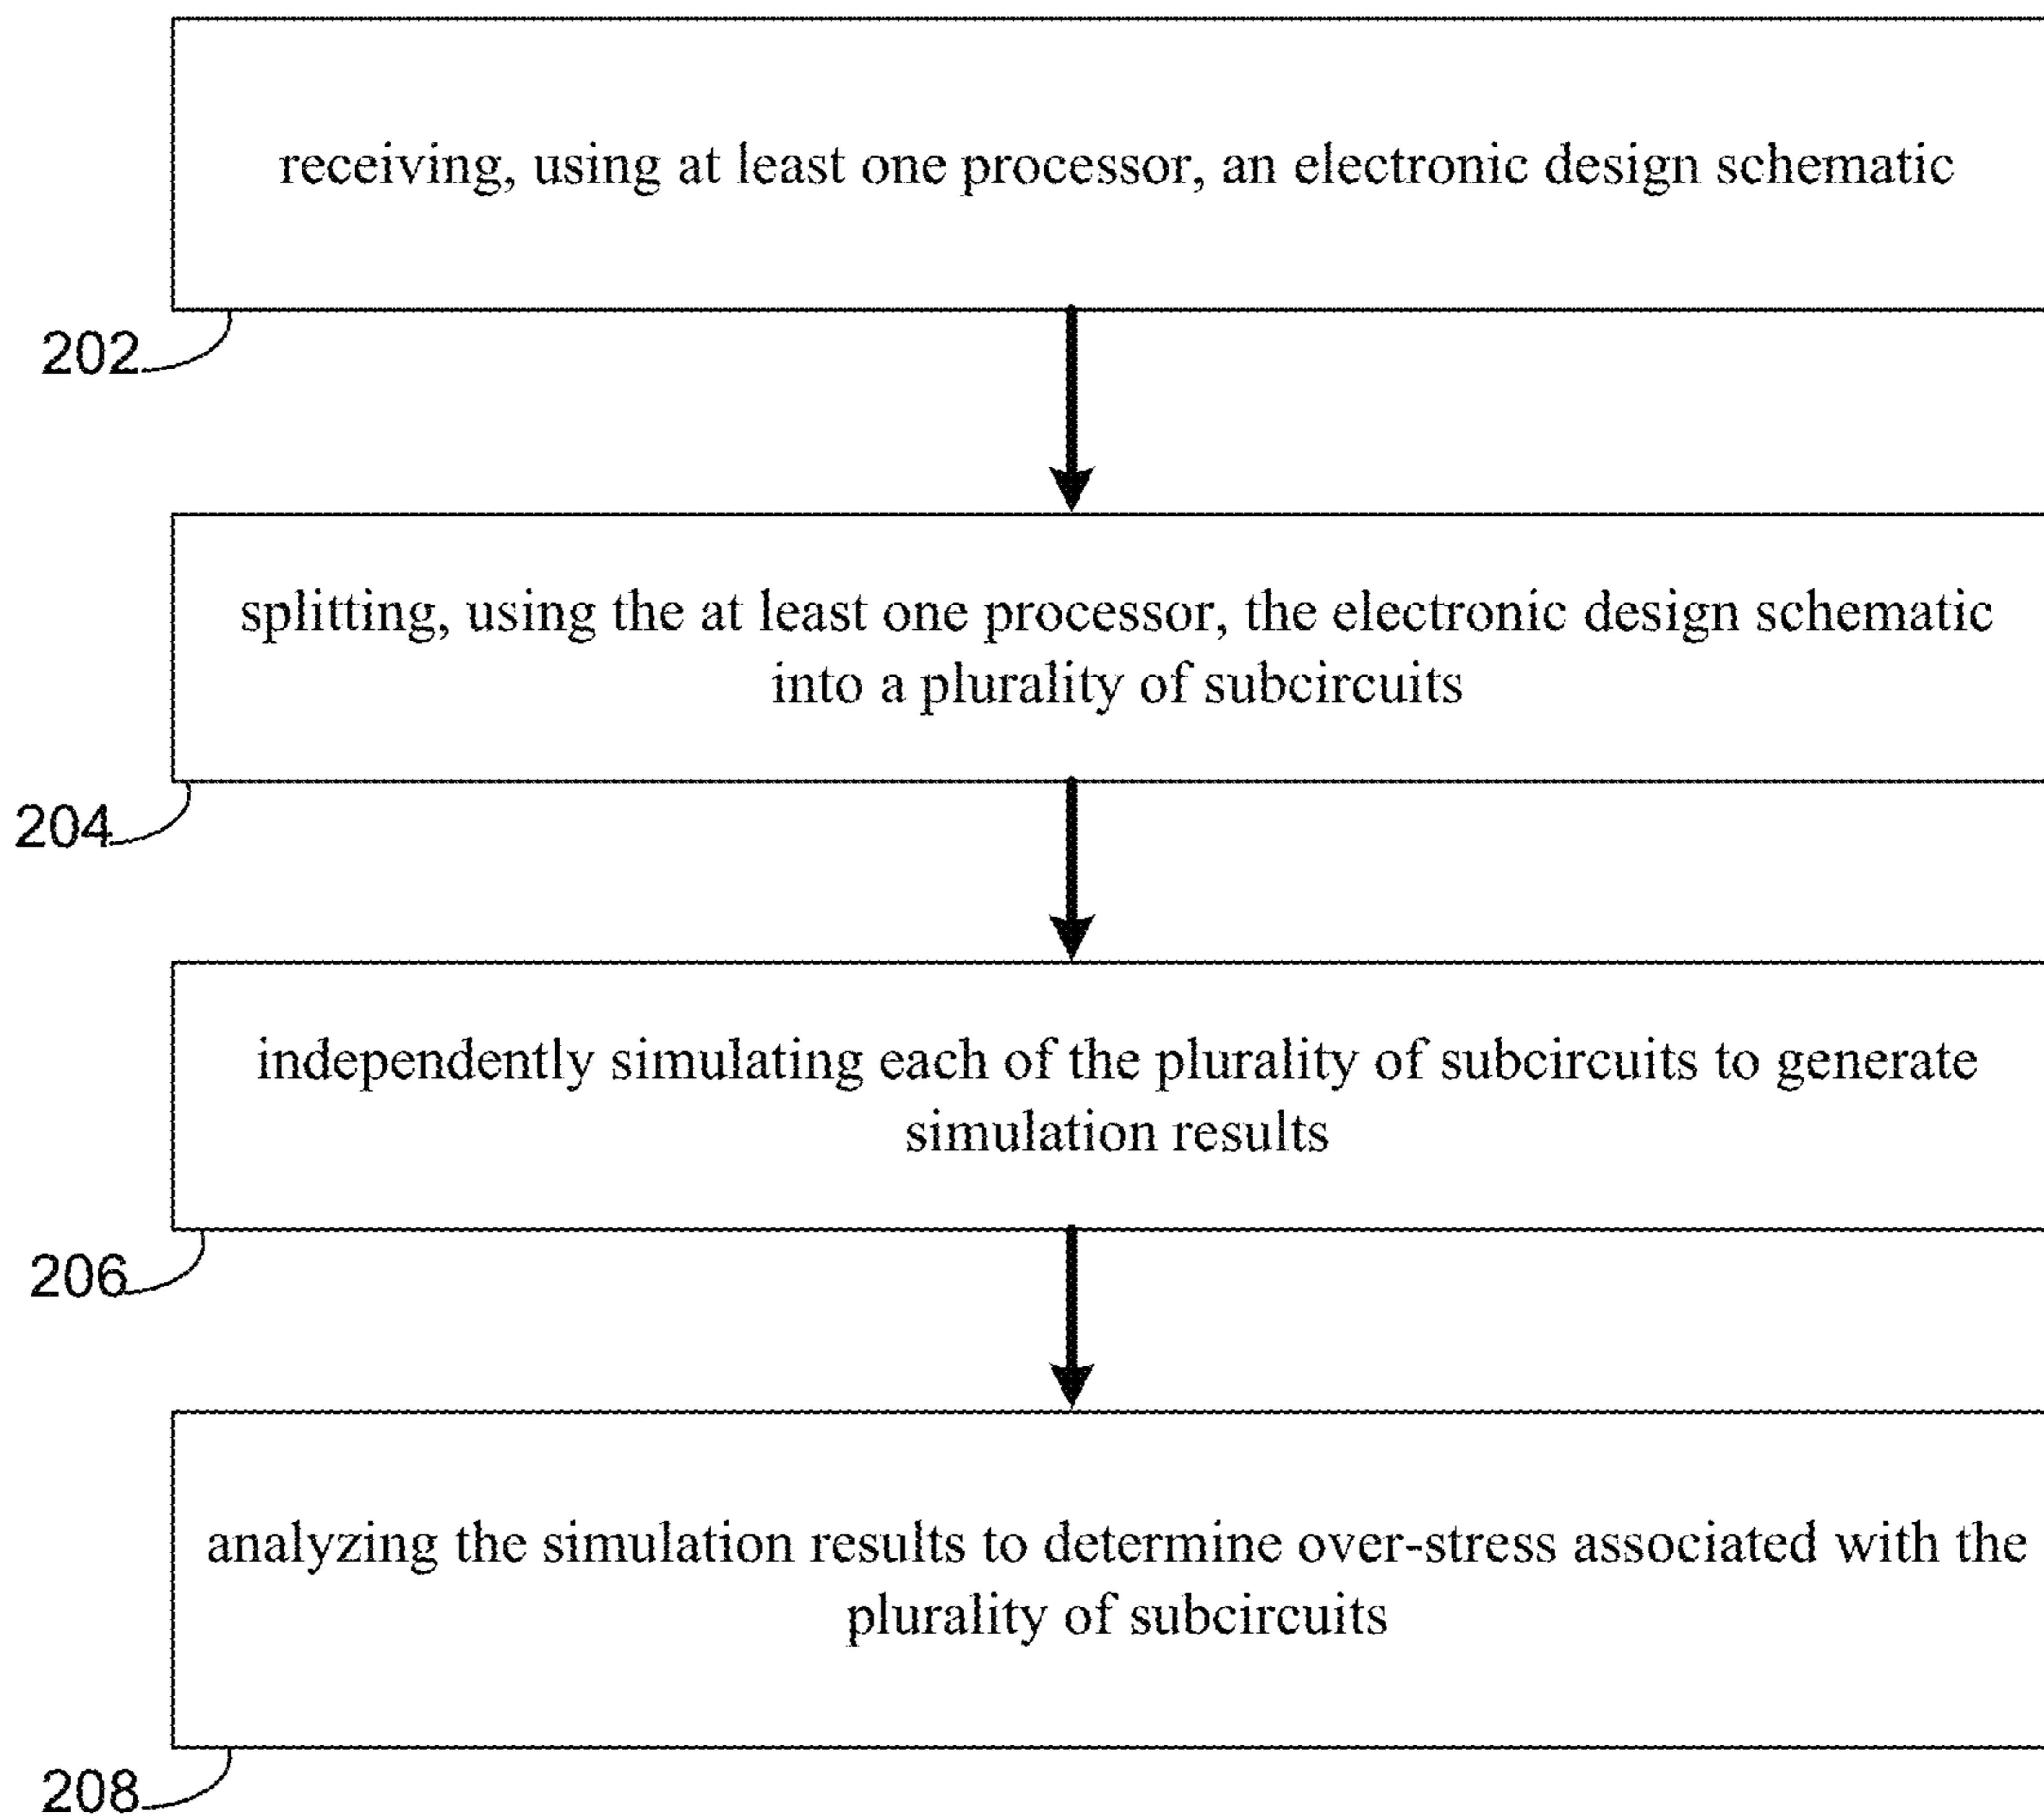 receiving, using at least one processor, an electronic design schematic
202
splitting, using the at least one processor, the electronic design schematic
into a plurality of subcircuits
204
independently simulating each of the plurality of subcircuits to generate
simulation results
206
analyzing the simulation results to determine over-stress associated with the
plurality of subcircuits
208